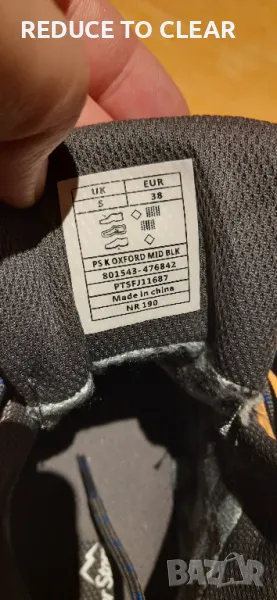 REDUCE TO CLEAR
UK EUR
5 38
PS K OXFORD MID BLK
801543-476842
PTSFJ11687
Made in china
NR 190
BAZAR
bg